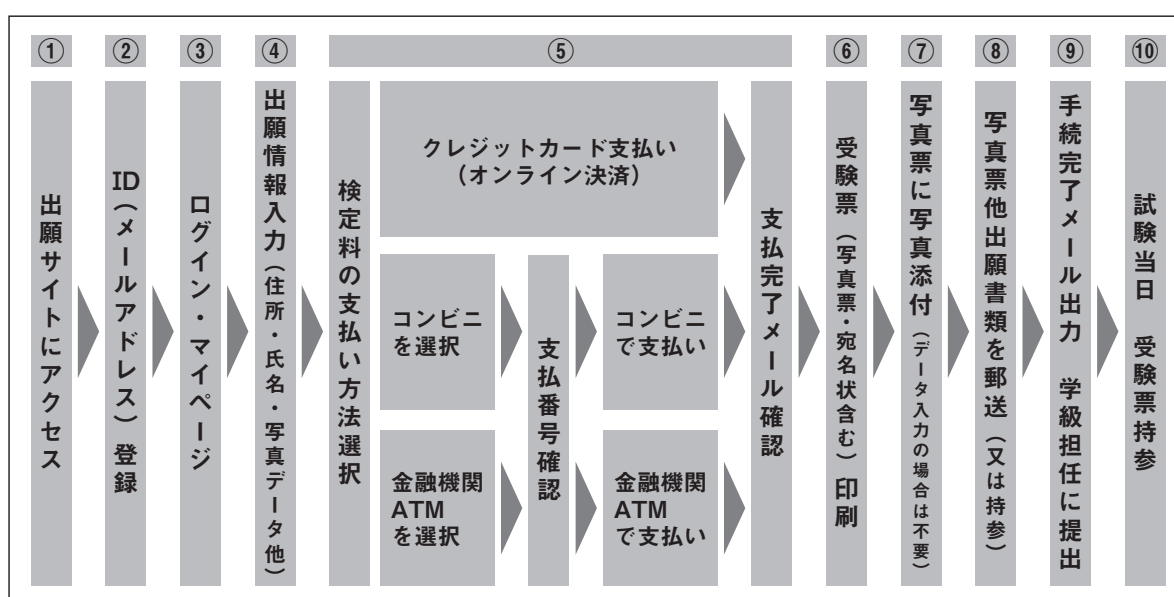 ①
②
③
④
⑤
⑥
⑦
⑧
⑨
⑩
出願サイトにアクセス
ID(メールアドレス)登録
ログイン・マイページ
出願情報入力(住所・氏名・写真データ他)
検定料の支払い方法選択
クレジットカード支払い
(オンライン決済)
コンビニ
を選択
金融機関
ATM
を選択
支払番号確認
コンビニ
で支払い
金融機関
ATM
で支払い
支払完了メール確認
受験票(写真票・宛名状含む)印刷
写真票に写真添付(データ入力の場合は不要)
写真票他出願書類を郵送(又は持参)
手続完了メール出力 学級担任に提出
試験当日 受験票持参